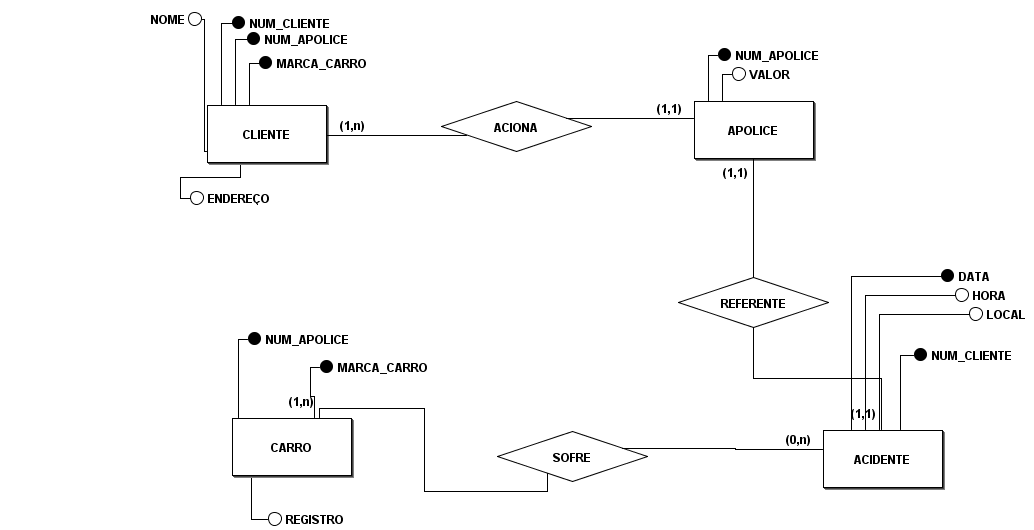 NOME
NUM_CLIENTE
NUM_APOLICE
MARCA_CARRO
CLIENTE
(1,n)
ENDEREÇO
ACIONA
(1,1)
NUM_APOLICE
VALOR
APOLICE
(1,1)
REFERENTE
DATA
HORA
LOCAL
NUM_CLIENTE
(1,1)
ACIDENTE
(0,n)
SOFRE
NUM_APOLICE
MARCA_CARRO
(1,n)
CARRO
REGISTRO